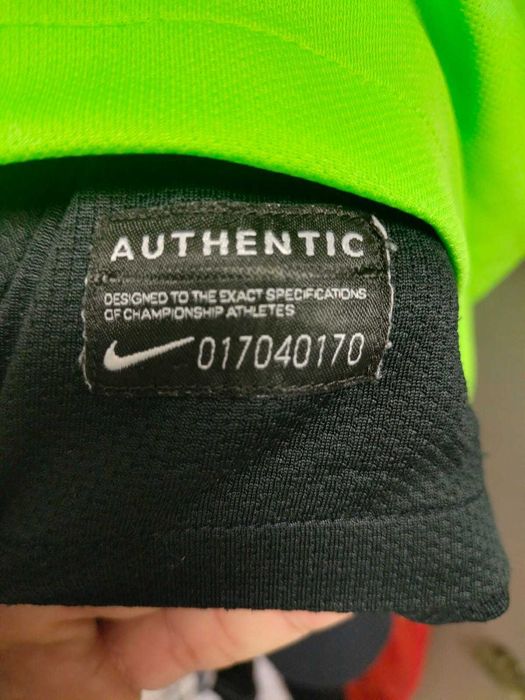 AUTHENTIC
DESIGNED TO THE EXACT SPECIFICATIONS
OF CHAMPIONSHIP ATHLETES
017040170